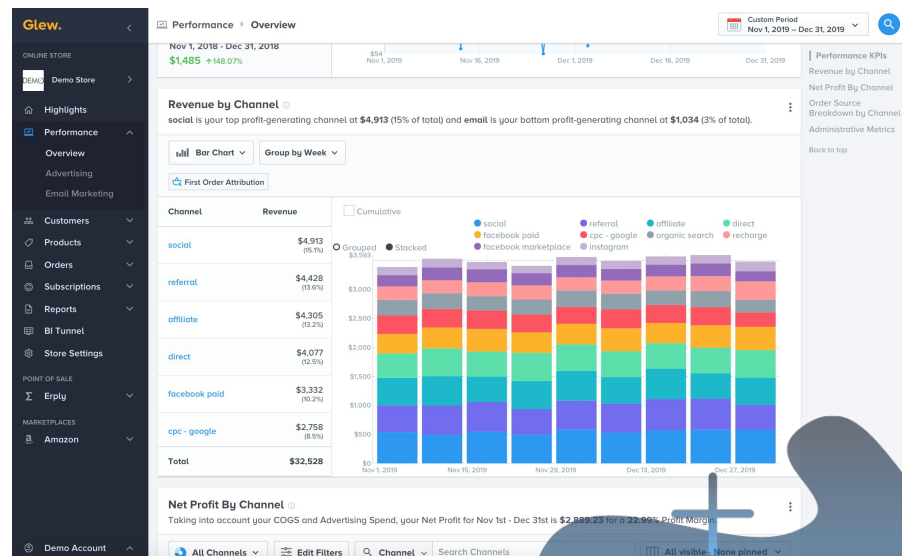 Glew.
Performance Overview
Custom Period
Nov 1, 2019 – Dec 31, 2019
ONLINE STORE
DEMO
Demo Store
Highlights
Performance
Overview
Advertising
Email Marketing
Customers
Products
Orders
Subscriptions
Reports
BI Tunnel
Store Settings
POINT OF SALE
Erply
MARKETPLACES
Amazon
Demo Account
Nov 1, 2018 - Dec 31, 2018
$1,485 148.07%
$54
Nov 1, 2019 Nov 16, 2019 Dec 1, 2019 Dec 16, 2019 Dec 31, 2019
Revenue by Channel
social is your top profit-generating channel at $4,913 (15% of total) and email is your bottom profit-generating channel at $1,034 (3% of total).
Bar Chart Group by Week
First Order Attribution
Channel Revenue
social $4,913
(15.1%)
referral $4,428
(13.6%)
affiliate $4,305
(13.2%)
direct $4,077
(12.5%)
facebook paid $3,332
(10.2%)
cpc - google $2,758
(8.5%)
Total $32,528
Cumulative
social referral affiliate direct
facebook paid cpc - google organic search recharge
facebook marketplace instagram
Grouped Stacked
$3,593
$3,000
$2,500
$2,000
$1,500
$1,000
$500
$0
Nov 1, 2019 Nov 15, 2019 Nov 29, 2019 Dec 13, 2019 Dec 27, 2019
Net Profit By Channel
Taking into account your COGS and Advertising Spend, your Net Profit for Nov 1st - Dec 31st is $2,889.23 for a 22.99% Profit Margin.
All Channels Edit Filters Channel Search Channels All visible - None pinned
Performance KPIs
Revenue by Channel
Net Profit By Channel
Order Source
Breakdown by Channel
Administrative Metrics
Back to top